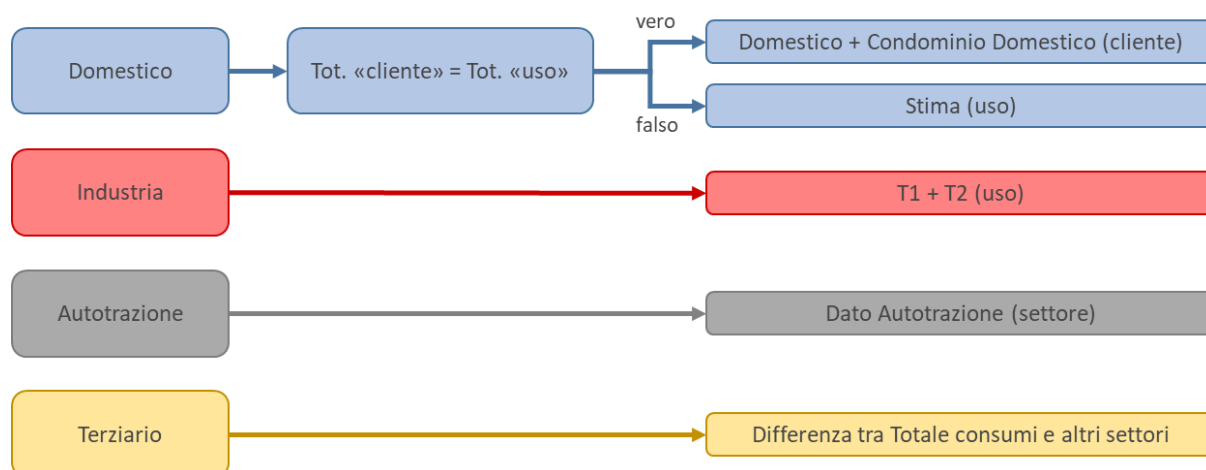 vero
Domestico
Tot. «cliente» = Tot. «uso»
Domestico + Condominio Domestico (cliente)
Stima (uso)
falso
Industria
T1 + T2 (uso)
Autotrazione
Dato Autotrazione (settore)
Terziario
Differenza tra Totale consumi e altri settori